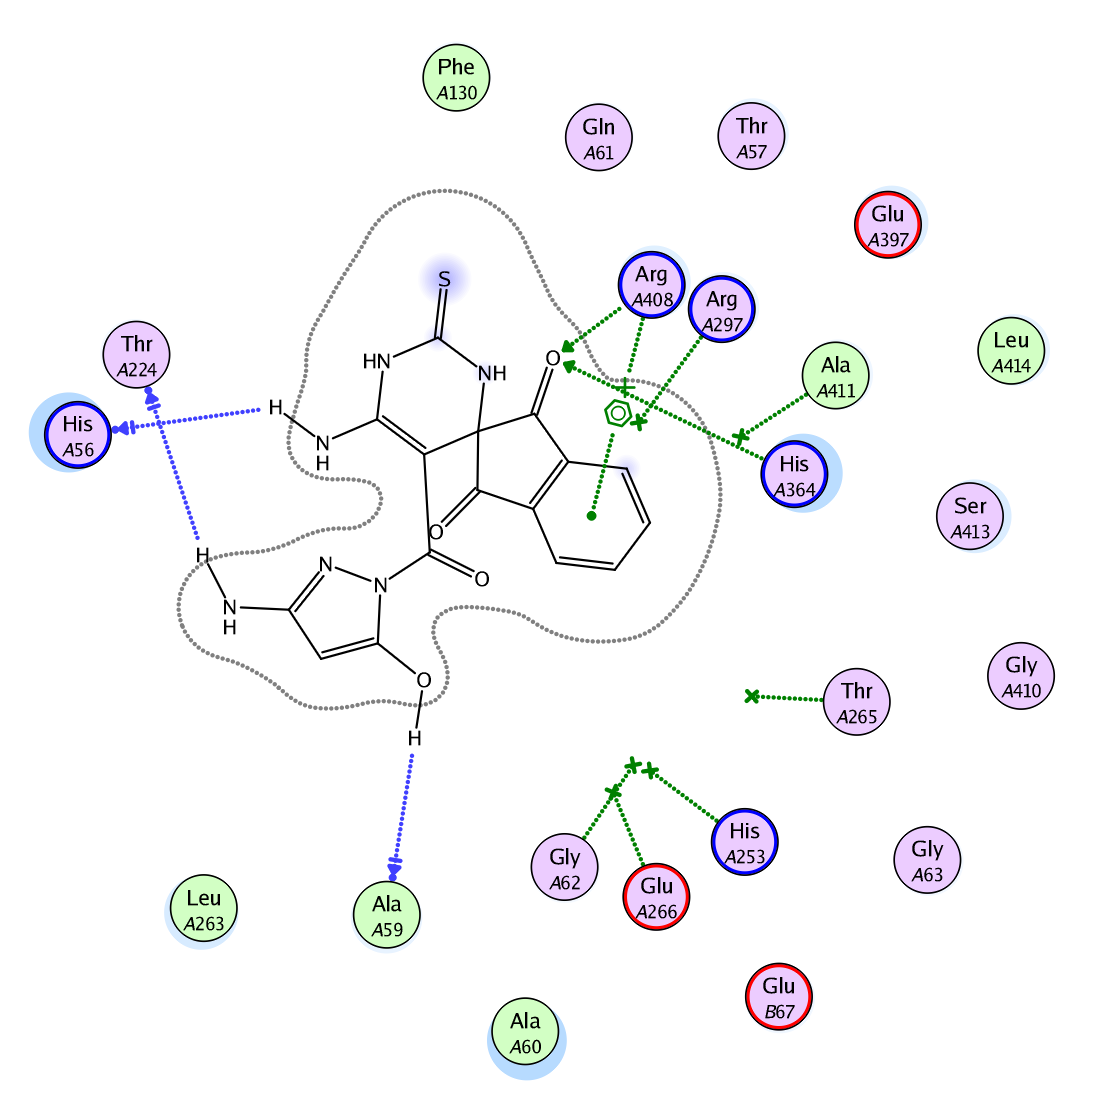 Phe
A130
Gln
A61
Thr
A57
Glu
A397
Arg
A408
Arg
A297
S
Leu
A414
Thr
A224
Ala
A411
HN
NH
O
His
A56
H
N
H
His
A364
Ser
A413
O
H
N
N
O
N
H
O
Gly
A410
Thr
A265
H
His
A253
Gly
A62
Glu
A266
Gly
A63
Leu
A263
Ala
A59
Glu
B67
Ala
A60